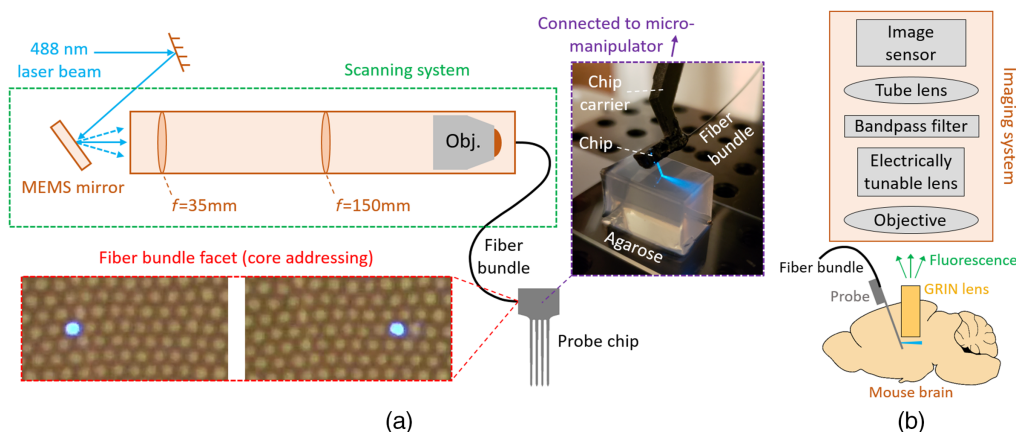 488 nm
laser beam
Scanning system
MEMS mirror
Obj.
f=35mm
f=150mm
Fiber bundle facet (core addressing)
Fiber
bundle
Probe chip
Connected to micro-
manipulator
Chip
carrier
Chip
Fiber
bundle
Agarose
(a)
Image
sensor
Tube lens
Bandpass filter
Electrically
tunable lens
Objective
Imaging system
Fiber bundle
Fluorescence
Probe
GRIN lens
Mouse brain
(b)